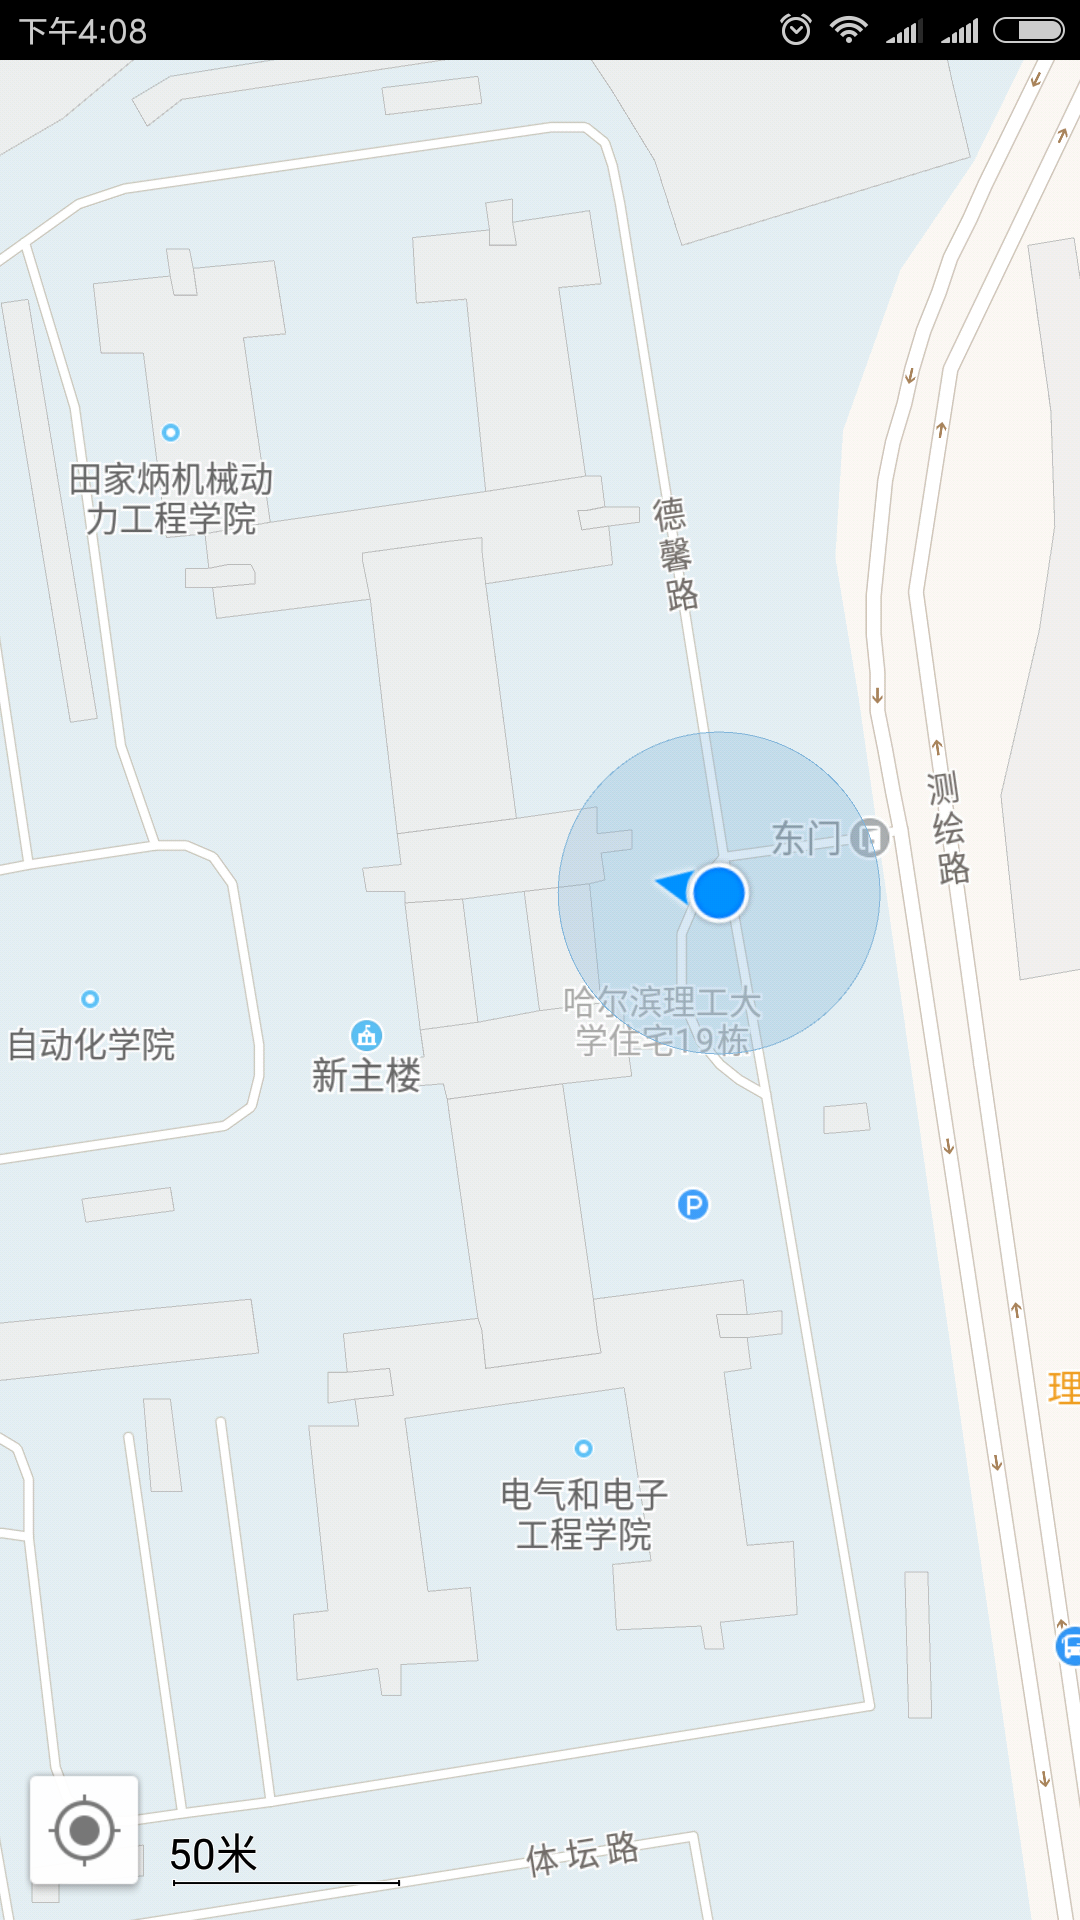 下午4:08
田家炳机械动
力工程学院
德馨路
东门
测绘路
哈尔滨理工大
学住宅19栋
自动化学院
新主楼
P
理
电气和电子
工程学院
50米
体坛路